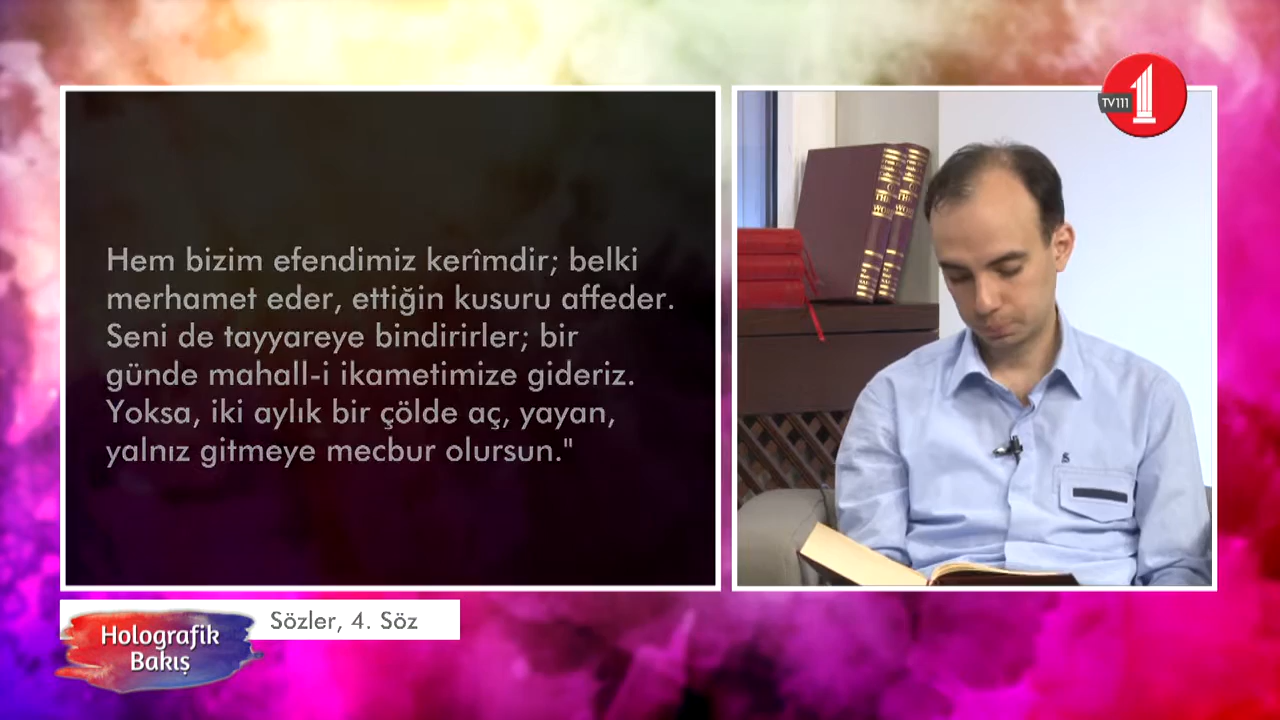 Hem bizim efendimiz kerîmdir; belki
merhamet eder, ettiğin kusuru affeder.
Seni de tayyareye bindirirler; bir
günde mahall-i ikametimize gideriz.
Yoksa, iki aylık bir çölde aç, yayan,
yalnız gitmeye mecbur olursun."
TV111
1
Sözler, 4. Söz
Holografik
Bakış